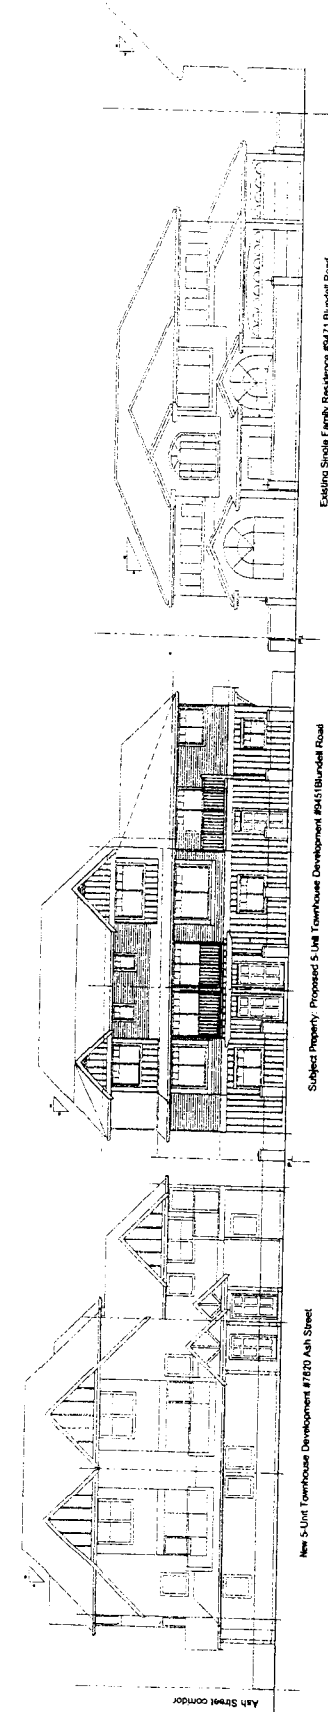 Ash Street corridor
New 5-Unit Townhouse Development #7820 Ash Street
Subject Property: Proposed 5-Unit Townhouse Development #9451Blundell Road
Existing Single Family Residence #9471 Blundell Road